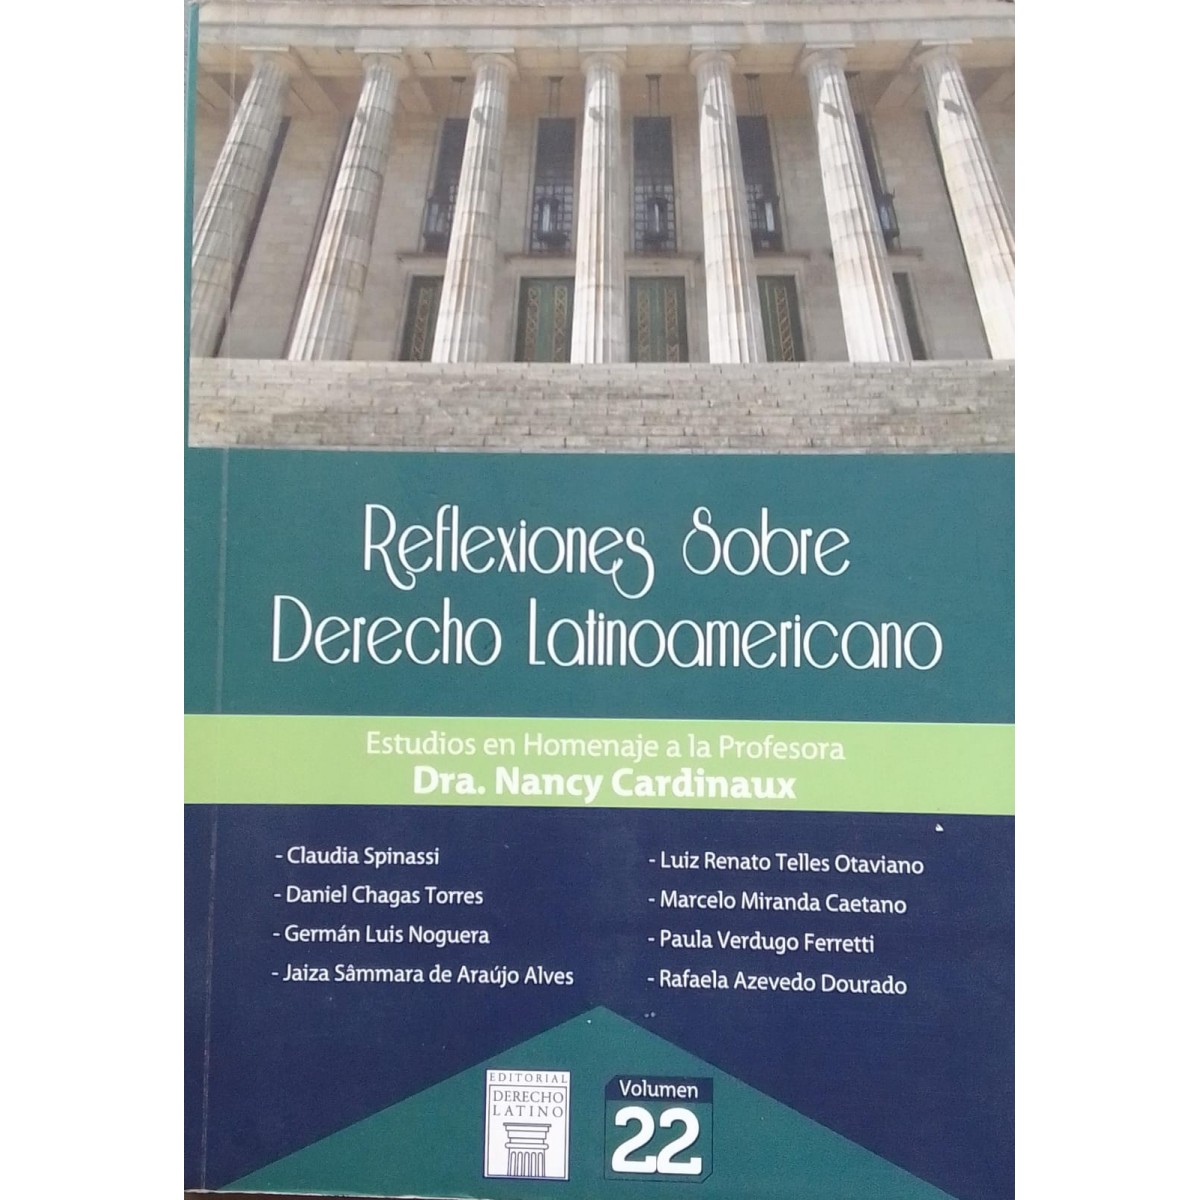 Reflexiones Sobre
Derecho Latinoamericano
Estudios en Homenaje a la Profesora
Dra. Nancy Cardinaux
- Claudia Spinassi
- Daniel Chagas Torres
- Germán Luis Noguera
- Jaiza Sâmmara de Araújo Alves
- Luiz Renato Telles Otaviano
- Marcelo Miranda Caetano
- Paula Verdugo Ferretti
- Rafaela Azevedo Dourado
EDITORIAL
DERECHO
LATINO
Volumen
22